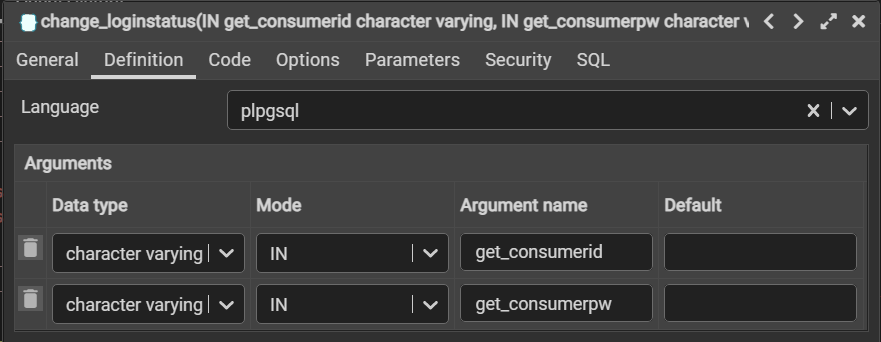 change_loginstatus(IN get_consumerid character varying, IN get_consumerpw character v
General Definition Code Options Parameters Security SQL
Language plpgsql
Arguments
Data type Mode Argument name Default
character varying IN get_consumerid
character varying IN get_consumerpw